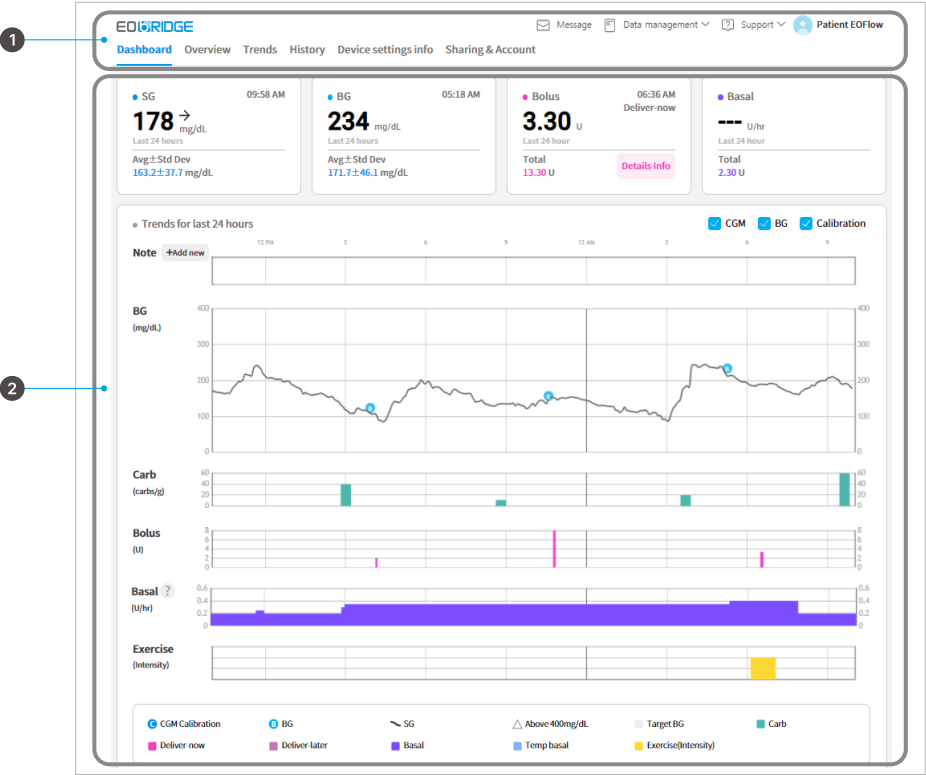 1
EOBRIDGE
Message Data management Support Patient EOFlow
Dashboard Overview Trends History Device settings info Sharing & Account
2
SG 09:58 AM
178 → mg/dL
Last 24 hours
Avg±Std Dev
163.2±37.7 mg/dL
BG 05:18 AM
234 mg/dL
Last 24 hours
Avg±Std Dev
171.7±46.1 mg/dL
Bolus 06:36 AM
Deliver-now
3.30 U
Last 24 hour
Total
13.30 U
Details Info
Basal
--- U/hr
Last 24 hour
Total
2.30 U
Trends for last 24 hours CGM BG Calibration
12 PM 3 6 9 12 AM 3 6 9
Note +Add new
BG
(mg/dL)
400 400
300 300
200 200
100 100
0 0
B B B
Carb
(carbs/g)
60 60
40 40
20 20
0 0
Bolus
(U)
8 8
6 6
4 4
2 2
0 0
Basal ?
(U/hr)
0.6 0.6
0.4 0.4
0.2 0.2
0 0
Exercise
(Intensity)
C CGM Calibration B BG SG Above 400mg/dL Target BG Carb
Deliver-now Deliver-later Basal Temp basal Exercise(Intensity)